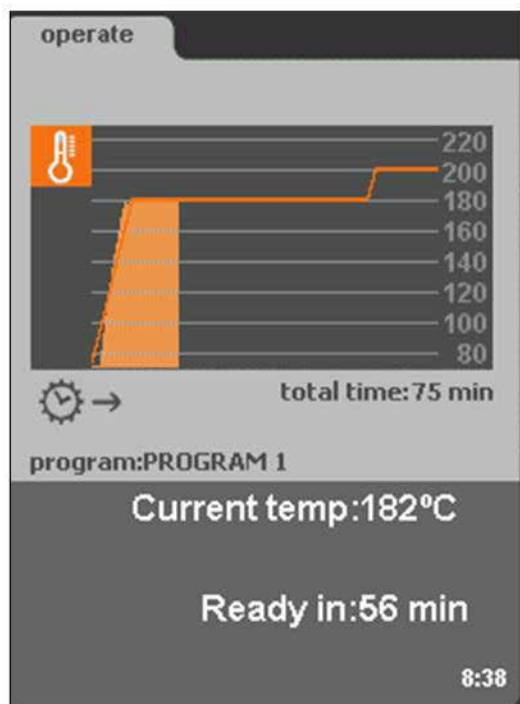 operate
220
200
180
160
140
120
100
80
total time:75 min
program:PROGRAM 1
Current temp:182ºC
Ready in:56 min
8:38